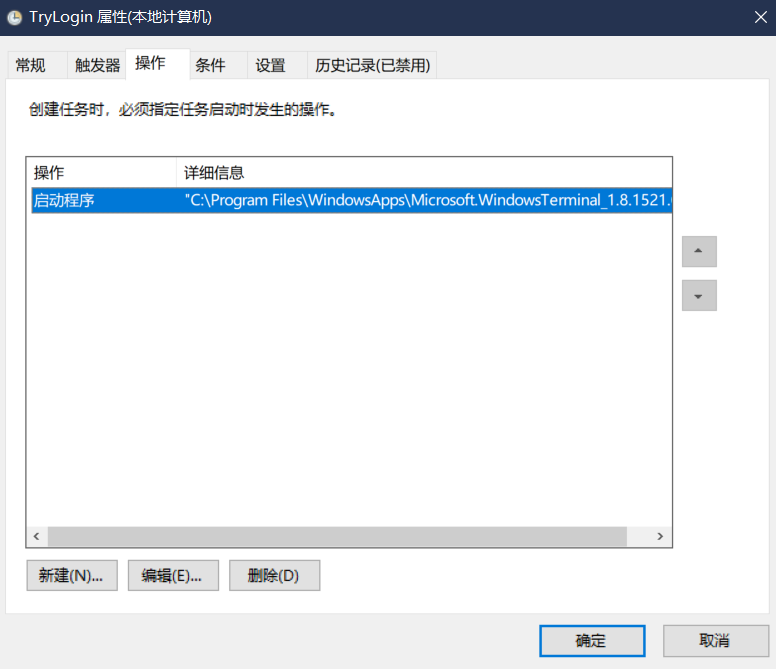 TryLogin 属性(本地计算机)
常规 触发器 操作 条件 设置 历史记录(已禁用)
创建任务时，必须指定任务启动时发生的操作。
操作 详细信息
启动程序 "C:\Program Files\WindowsApps\Microsoft.WindowsTerminal_1.8.1521.
新建(N)... 编辑(E)... 删除(D)
确定 取消